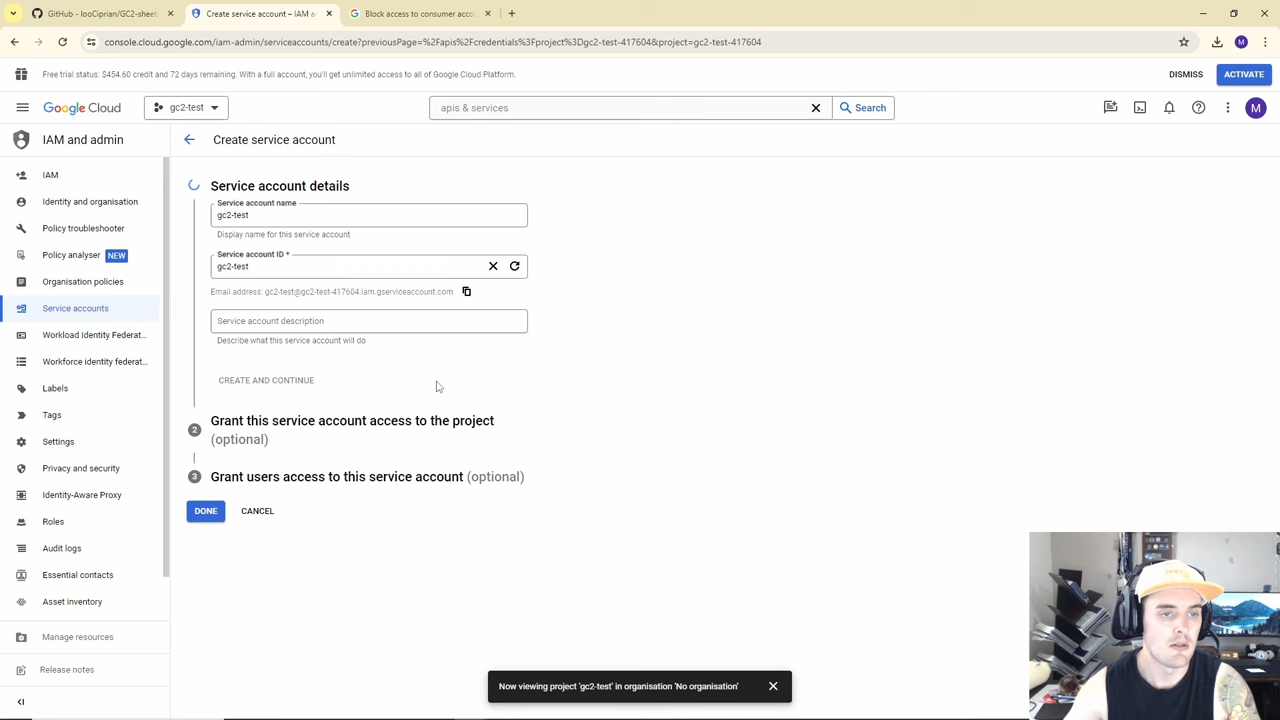 GitHub - looCiprian/GC2-sheet
Create service account – IAM a
Block access to consumer acco
console.cloud.google.com/iam-admin/serviceaccounts/create?previousPage=%2Fapis%2Fcredentials%3Fproject%3Dgc2-test-417604&project=gc2-test-417604
M
Free trial status: $454.60 credit and 72 days remaining. With a full account, you'll get unlimited access to all of Google Cloud Platform.
DISMISS
ACTIVATE
Google Cloud
gc2-test
apis & services
Search
M
IAM and admin
Create service account
IAM
Identity and organisation
Policy troubleshooter
Policy analyser NEW
Organisation policies
Service accounts
Workload Identity Federat...
Workforce identity federat...
Labels
Tags
Settings
Privacy and security
Identity-Aware Proxy
Roles
Audit logs
Essential contacts
Asset inventory
Manage resources
Release notes
Service account details
Service account name
gc2-test
Display name for this service account
Service account ID *
gc2-test
Email address: gc2-test@gc2-test-417604.iam.gserviceaccount.com
Service account description
Describe what this service account will do
CREATE AND CONTINUE
2 Grant this service account access to the project
(optional)
3 Grant users access to this service account (optional)
DONE
CANCEL
Now viewing project 'gc2-test' in organisation 'No organisation'